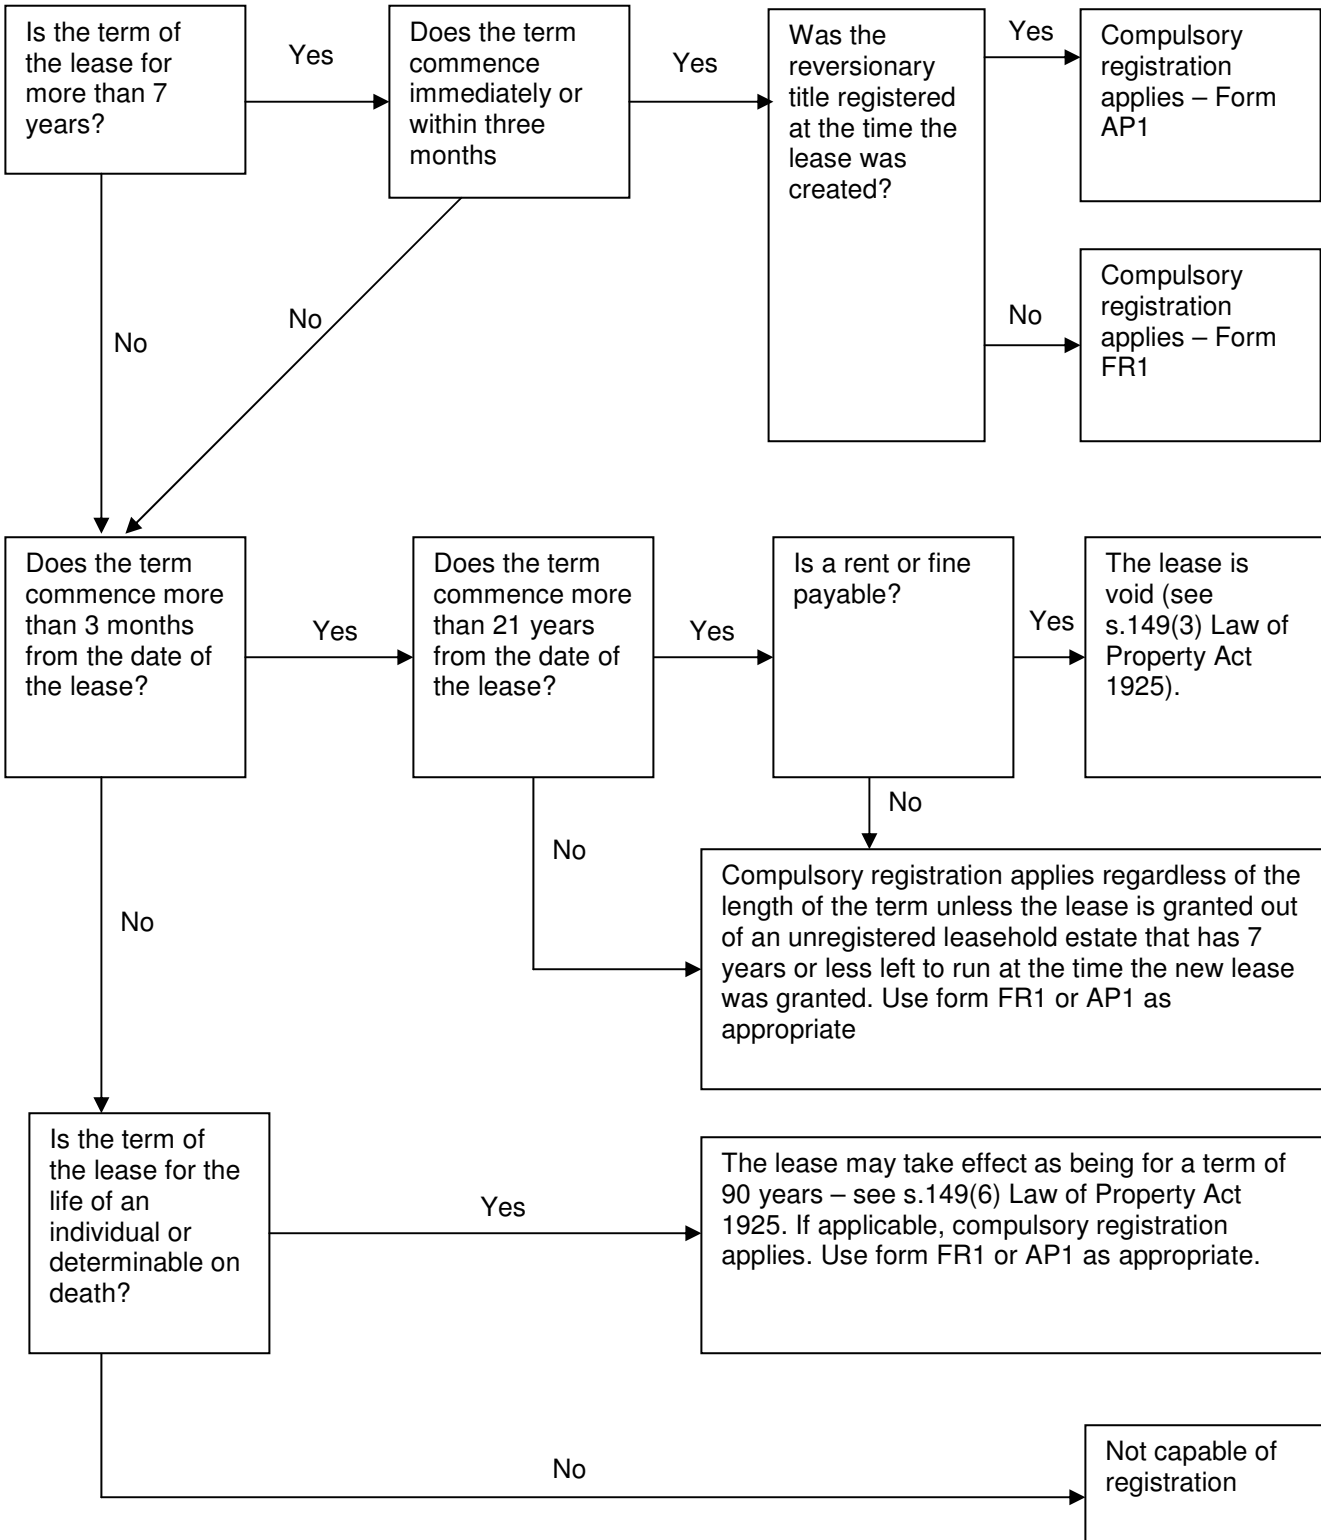 Is the term of
the lease for
more than 7
years?
Yes
Does the term
commence
immediately or
within three
months
Yes
Was the
reversionary
title registered
at the time the
lease was
created?
Yes
Compulsory
registration
applies – Form
AP1
No
Compulsory
registration
applies – Form
FR1
No
No
Does the term
commence more
than 3 months
from the date of
the lease?
Yes
Does the term
commence more
than 21 years
from the date of
the lease?
Yes
Is a rent or fine
payable?
Yes
The lease is
void (see
s.149(3) Law of
Property Act
1925).
No
No
Compulsory registration applies regardless of the
length of the term unless the lease is granted out
of an unregistered leasehold estate that has 7
years or less left to run at the time the new lease
was granted. Use form FR1 or AP1 as
appropriate
No
Is the term of
the lease for the
life of an
individual or
determinable on
death?
Yes
The lease may take effect as being for a term of
90 years – see s.149(6) Law of Property Act
1925. If applicable, compulsory registration
applies. Use form FR1 or AP1 as appropriate.
No
Not capable of
registration